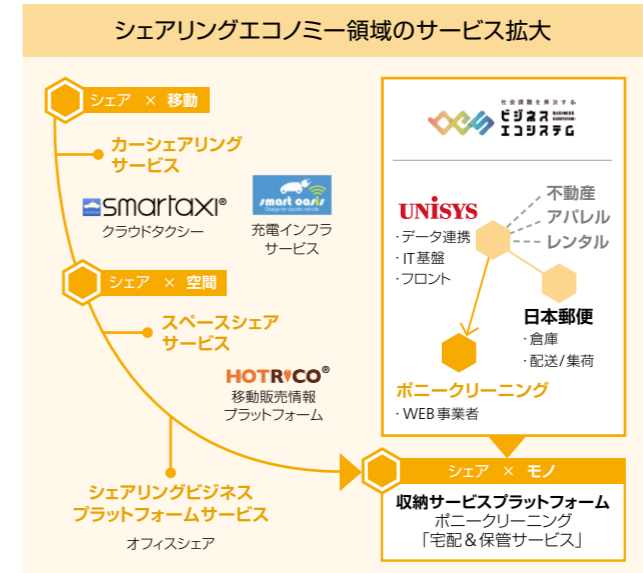 シェアリングエコノミー領域のサービス拡大
シェア × 移動
カーシェアリング
サービス
smartaxi®
クラウドタクシー
smart oasis
充電インフラ
サービス
シェア × 空間
スペースシェア
サービス
HOTRiCO®
移動販売情報
プラットフォーム
シェアリングビジネス
プラットフォームサービス
オフィスシェア
社会課題を解決する
ビジネス BUSINESS ECOSYSTEM
エコシステム
UNiSYS
・データ連携
・IT基盤
・フロント
不動産
アパレル
レンタル
日本郵便
・倉庫
・配送/集荷
ポニークリーニング
・WEB事業者
シェア × モノ
収納サービスプラットフォーム
ポニークリーニング
「宅配&保管サービス」